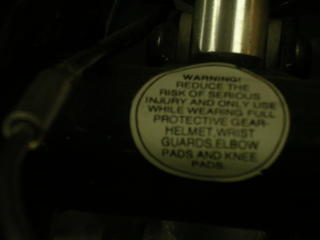 WARNING!
REDUCE THE
RISK OF SERIOUS
INJURY AND ONLY USE
WHILE WEARING FULL
PROTECTIVE GEAR-
HELMET,WRIST
GUARDS,ELBOW
PADS AND KNEE
PADS.